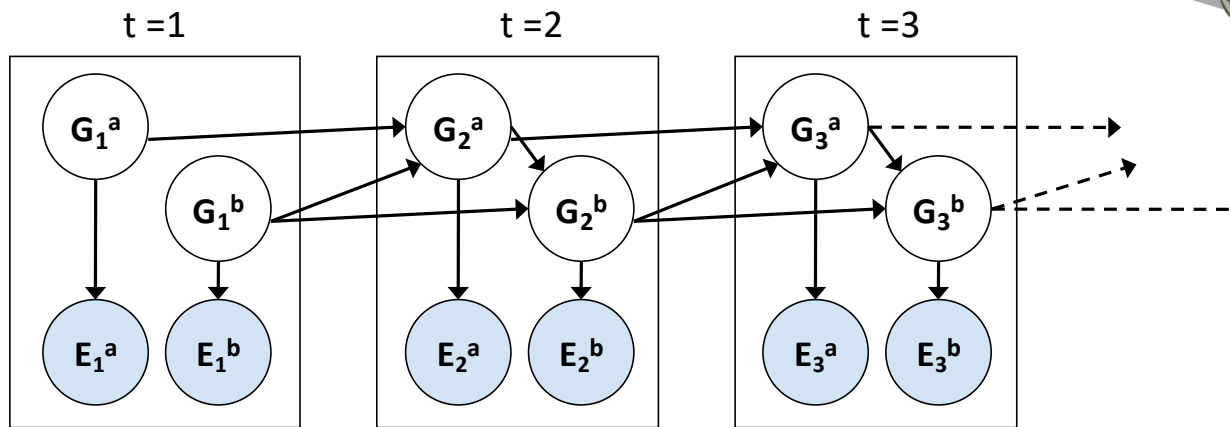 t =1 t =2 t =3
G₁ᵃ G₂ᵃ G₃ᵃ
G₁ᵇ G₂ᵇ G₃ᵇ
E₁ᵃ E₁ᵇ E₂ᵃ E₂ᵇ E₃ᵃ E₃ᵇ